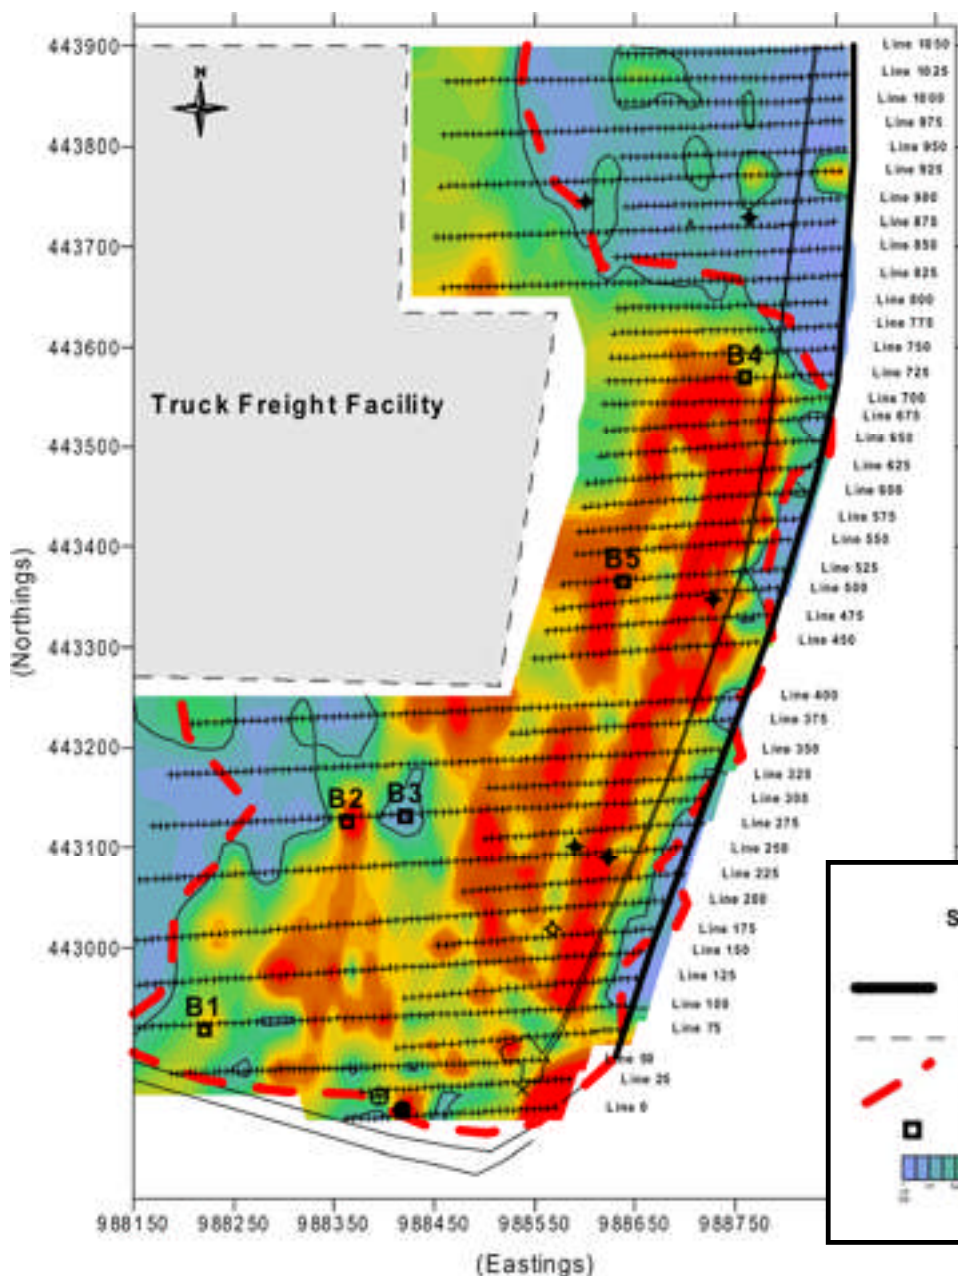 443900
443800
443700
443600
443500
443400
443300
443200
443100
443000
(Northings)
N
Truck Freight Facility
B4
B5
B2
B3
B1
Line 1050
Line 1025
Line 1000
Line 975
Line 950
Line 925
Line 900
Line 875
Line 850
Line 825
Line 800
Line 775
Line 750
Line 725
Line 700
Line 675
Line 650
Line 625
Line 600
Line 575
Line 550
Line 525
Line 500
Line 475
Line 450
Line 400
Line 375
Line 350
Line 325
Line 300
Line 275
Line 250
Line 225
Line 200
Line 175
Line 150
Line 125
Line 100
Line 75
Line 50
Line 25
Line 0
S
988150 988250 988350 988450 988550 988650 988750
(Eastings)